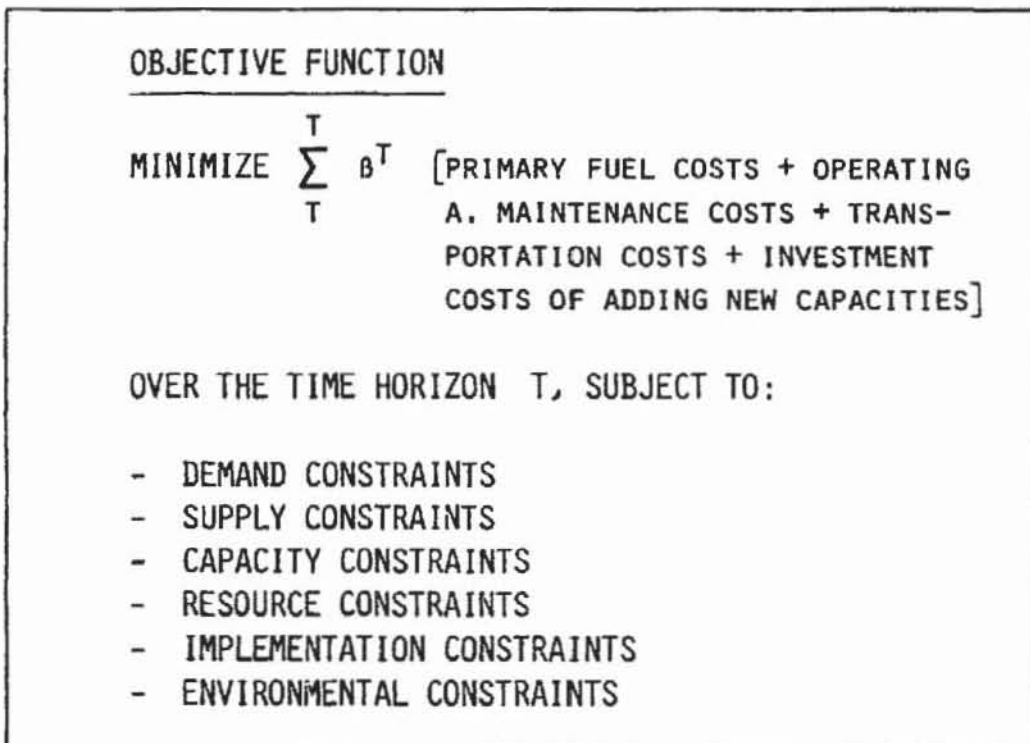 OBJECTIVE FUNCTION
T
MINIMIZE ∑ β^T [PRIMARY FUEL COSTS + OPERATING
T A. MAINTENANCE COSTS + TRANS-
PORTATION COSTS + INVESTMENT
COSTS OF ADDING NEW CAPACITIES]
OVER THE TIME HORIZON T, SUBJECT TO:
- DEMAND CONSTRAINTS
- SUPPLY CONSTRAINTS
- CAPACITY CONSTRAINTS
- RESOURCE CONSTRAINTS
- IMPLEMENTATION CONSTRAINTS
- ENVIRONMENTAL CONSTRAINTS